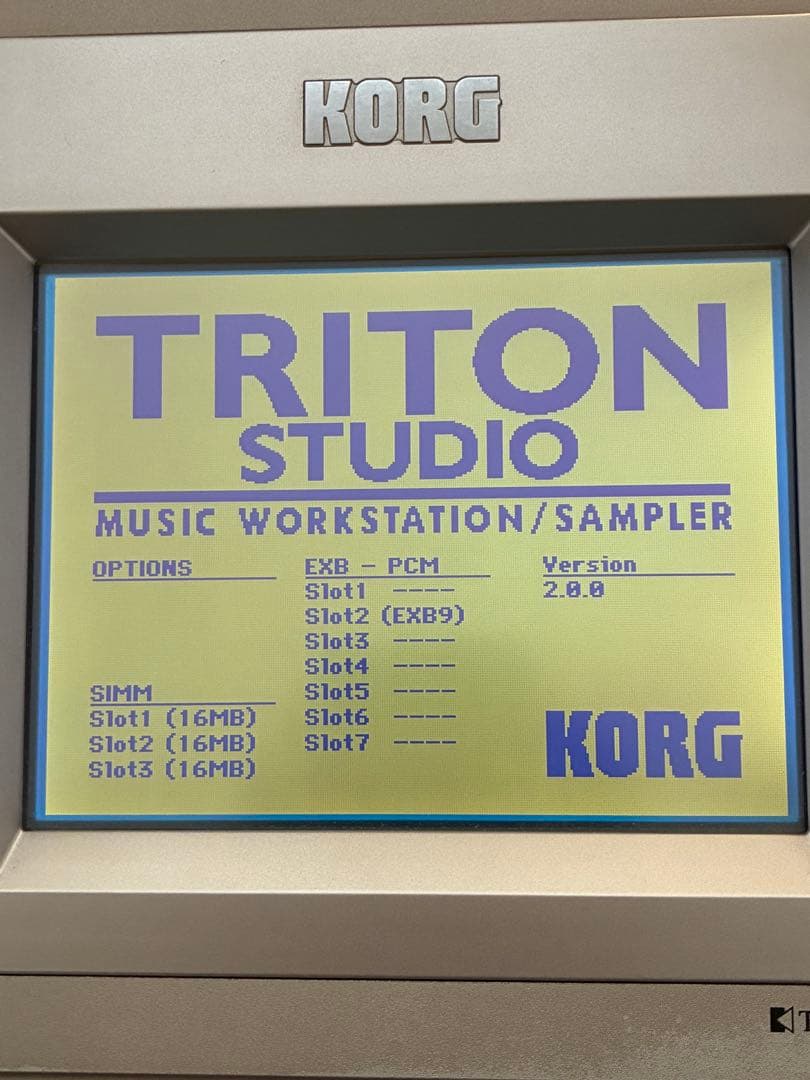 KORG
TRITON
STUDIO
MUSIC WORKSTATION/SAMPLER
OPTIONS
EXB - PCM
Slot1 ----
Slot2 (EXB9)
Slot3 ----
Slot4 ----
Slot5 ----
Slot6 ----
Slot7 ----
Version
2.0.0
SIMM
Slot1 (16MB)
Slot2 (16MB)
Slot3 (16MB)
KORG